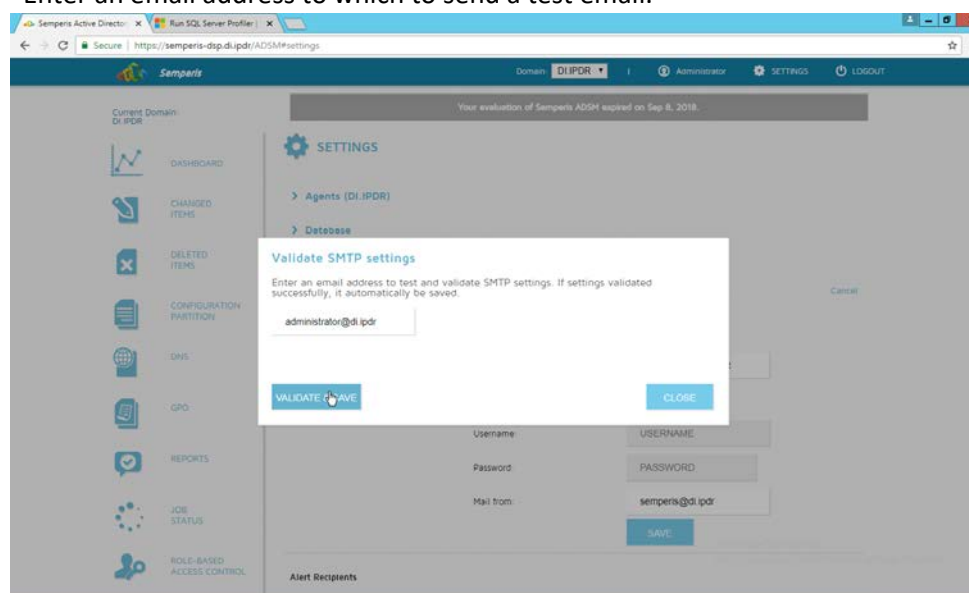 Enter an email address to which to send a test email.
Semperis Active Director
Run SQL Server Profiler |
Secure | https://semperis-dsp.di.ipdr/ADSM#settings
Semperis
Domain: DI.IPDR
Administrator
SETTINGS
LOGOUT
Current Domain:
DI.IPDR
Your evaluation of Semperis ADSM expired on Sep 8, 2018.
SETTINGS
DASHBOARD
Agents (DI.IPDR)
CHANGED
ITEMS
Database
DELETED
ITEMS
Validate SMTP settings
Enter an email address to test and validate SMTP settings. If settings validated
successfully, it automatically be saved.
administrator@di.ipdr
Cancel
CONFIGURATION
PARTITION
DNS
VALIDATE
CLOSE
GPO
Username:
USERNAME
REPORTS
Password:
PASSWORD
Mail from:
semperis@di.ipdr
JOB
STATUS
SAVE
ROLE-BASED
ACCESS CONTROL
Alert Recipients